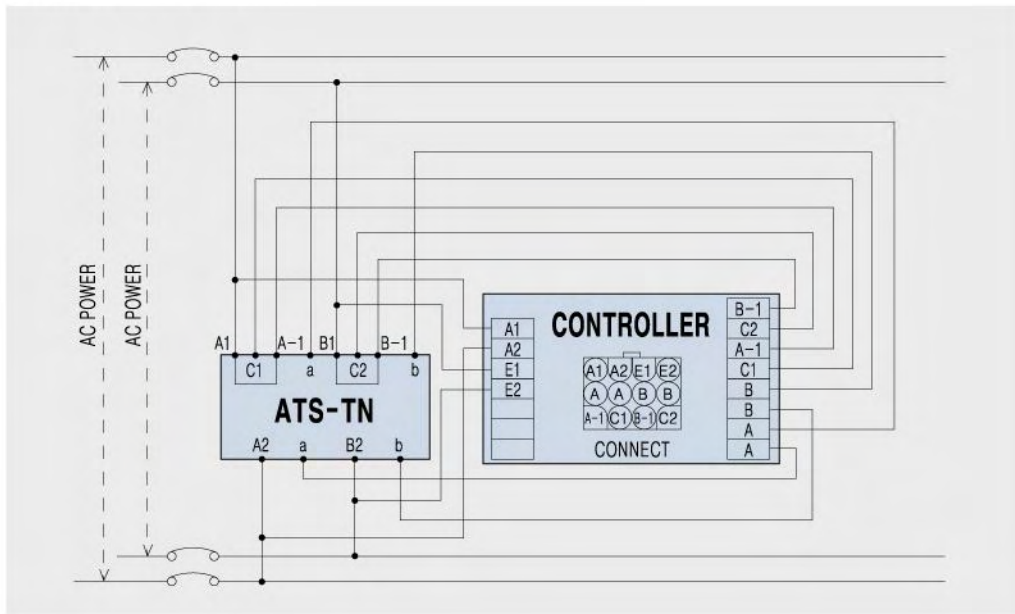 AC POWER
AC POWER
A1
A-1
B1
B-1
C1
a
C2
b
ATS-TN
A2
a
B2
b
CONTROLLER
A1
A2
E1
E2
A1 A2 E1 E2
A A B B
A-1 C1 B-1 C2
CONNECT
B-1
C2
A-1
C1
B
B
A
A